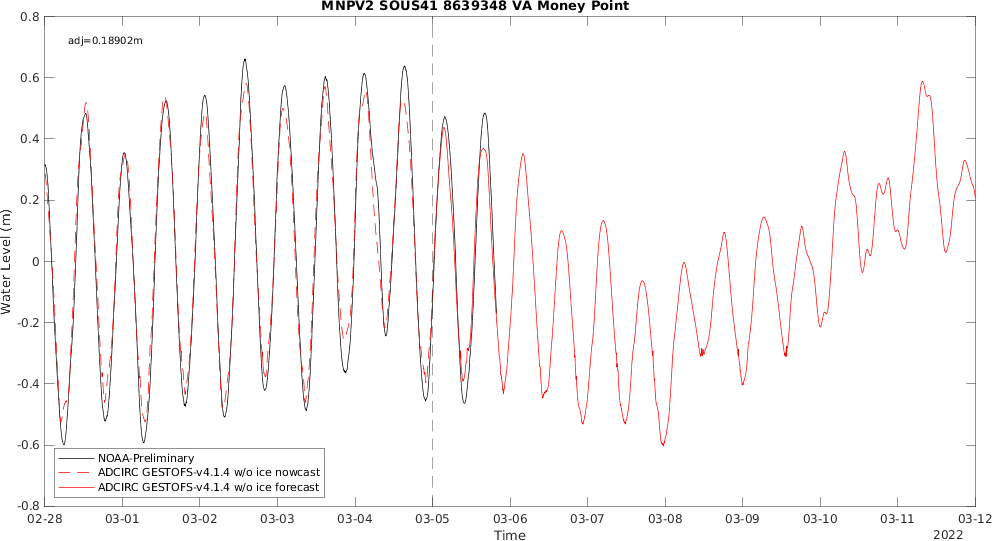 MNPV2 SOUS41 8639348 VA Money Point
adj=0.18902m
0.8
0.6
0.4
0.2
0
-0.2
-0.4
-0.6
-0.8
Water Level (m)
NOAA-Preliminary
ADCIRC GESTOFS-v4.1.4 w/o ice nowcast
ADCIRC GESTOFS-v4.1.4 w/o ice forecast
02-28 03-01 03-02 03-03 03-04 03-05 03-06 03-07 03-08 03-09 03-10 03-11 03-12
Time
2022